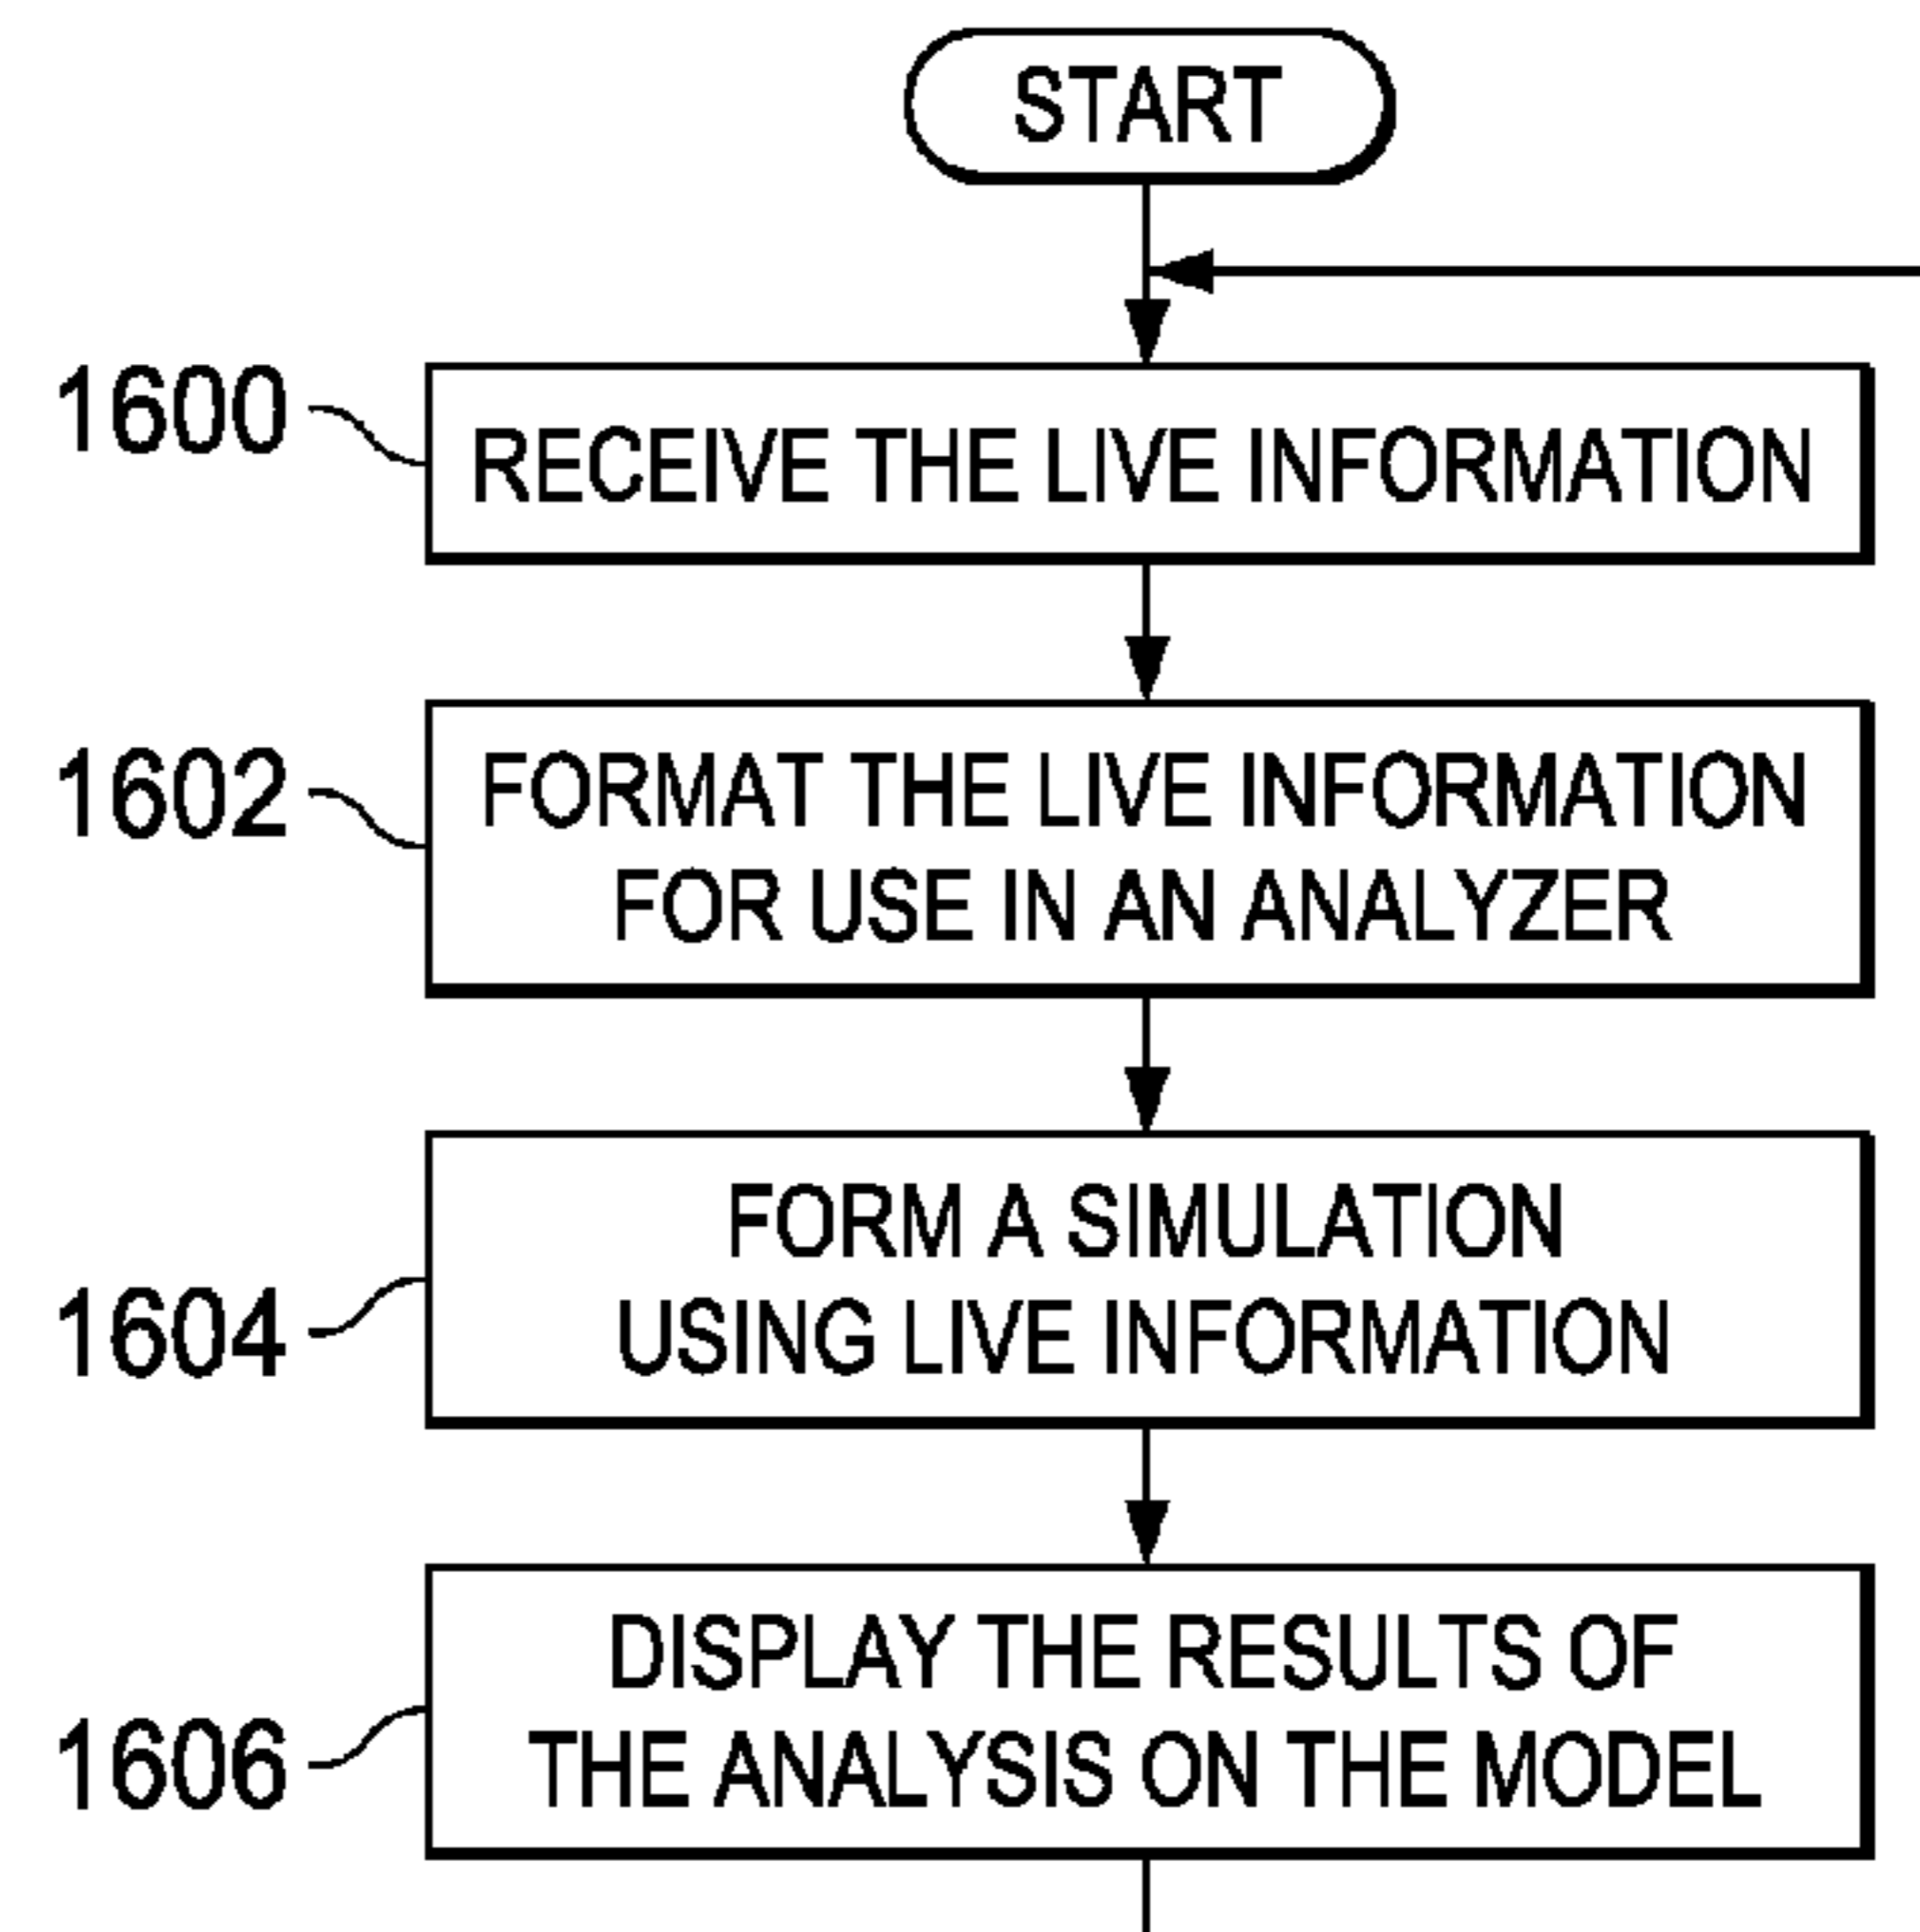 START
1600
RECEIVE THE LIVE INFORMATION
1602
FORMAT THE LIVE INFORMATION
FOR USE IN AN ANALYZER
1604
FORM A SIMULATION
USING LIVE INFORMATION
1606
DISPLAY THE RESULTS OF
THE ANALYSIS ON THE MODEL